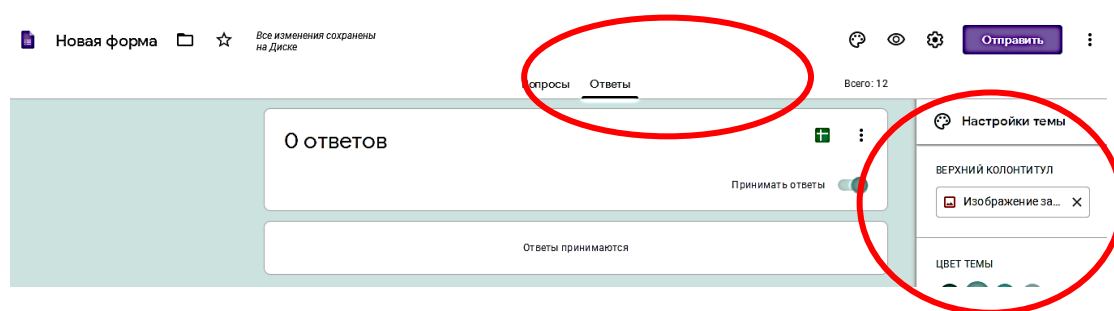 Новая форма
Все изменения сохранены
на Диске
Отправить
Вопросы Ответы
Всего: 12
0 ответов
Принимать ответы
Ответы принимаются
Настройки темы
ВЕРХНИЙ КОЛОНТИТУЛ
Изображение за...
ЦВЕТ ТЕМЫ